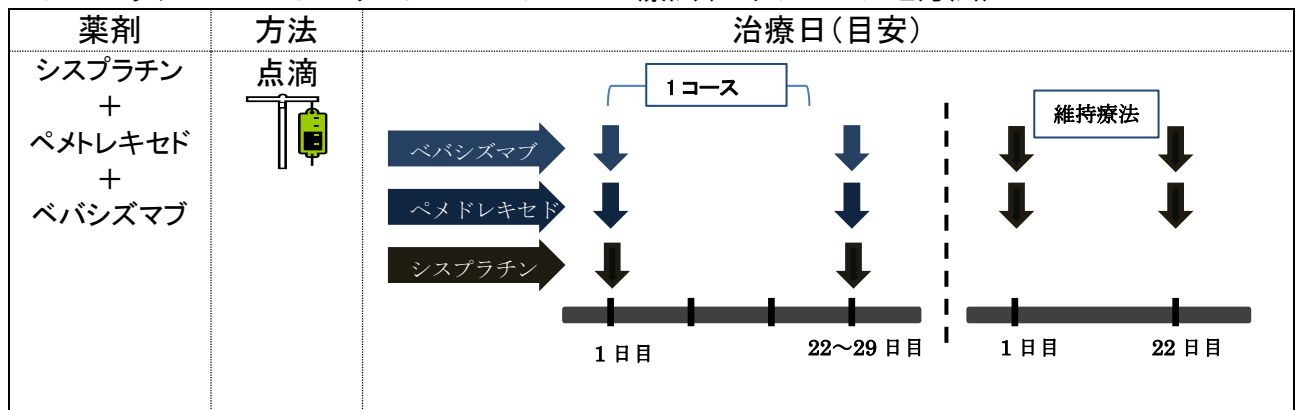 薬剤
方法
治療日(目安)
シスプラチン
+
ペメトレキセド
+
ベバシズマブ
点滴
1コース
維持療法
ベバシズマブ
ペメドレキセド
シスプラチン
1日目
22~29日目
1日目
22日目